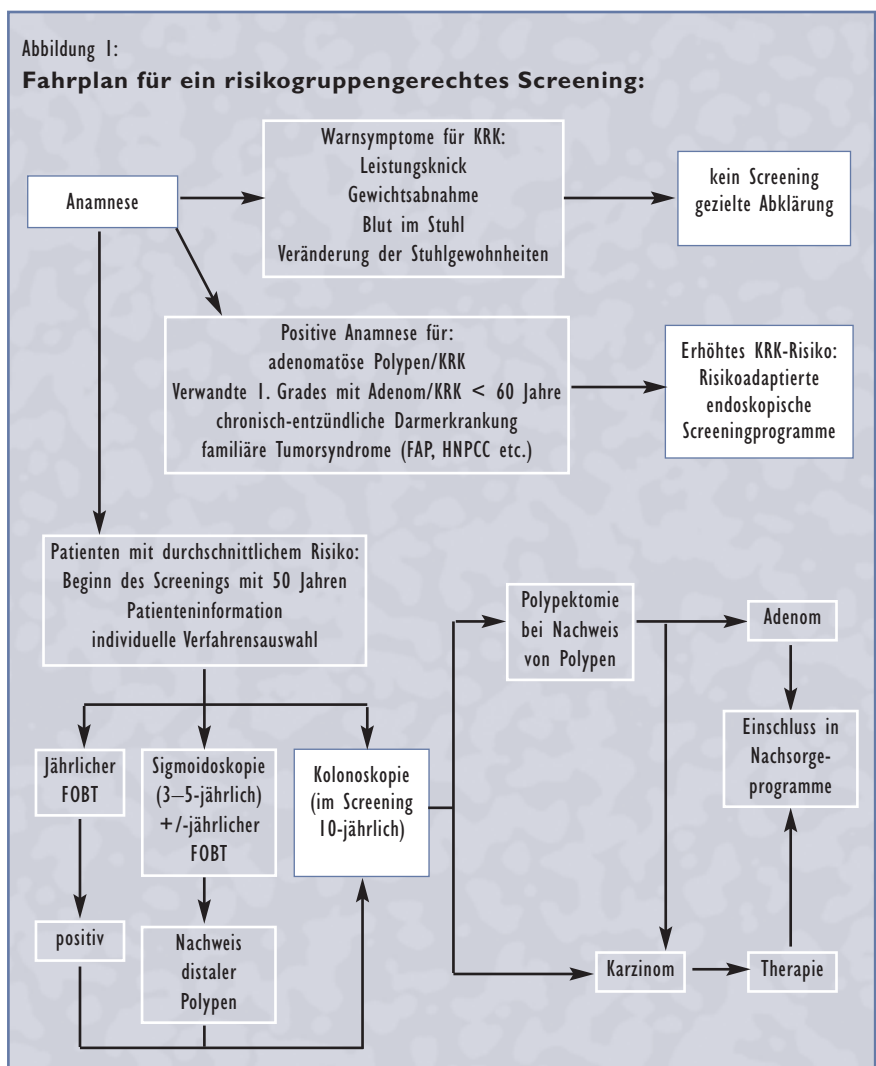 Abbildung 1:
Fahrplan für ein risikogruppengerechtes Screening:
Anamnese
Warnsymptome für KRK:
Leistungsknick
Gewichtsabnahme
Blut im Stuhl
Veränderung der Stuhlgewohnheiten
kein Screening
gezielte Abklärung
Positive Anamnese für:
adenomatöse Polypen/KRK
Verwandte 1. Grades mit Adenom/KRK < 60 Jahre
chronisch-entzündliche Darmerkrankung
familiäre Tumorsyndrome (FAP, HNPCC etc.)
Erhöhtes KRK-Risiko:
Risikoadaptierte
endoskopische
Screeningprogramme
Patienten mit durchschnittlichem Risiko:
Beginn des Screenings mit 50 Jahren
Patienteninformation
individuelle Verfahrensauswahl
Jährlicher
FOBT
Sigmoidoskopie
(3–5-jährlich)
+/-jährlicher
FOBT
Kolonoskopie
(im Screening
10-jährlich)
positiv
Nachweis
distaler
Polypen
Polypektomie
bei Nachweis
von Polypen
Adenom
Einschluss in
Nachsorge-
programme
Karzinom
Therapie